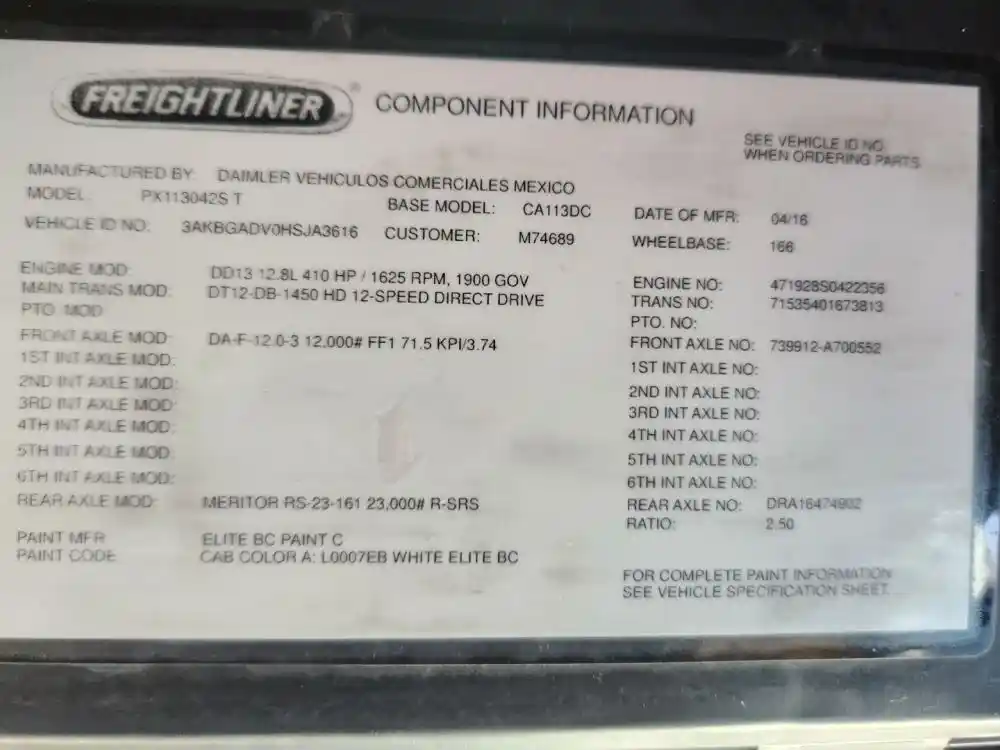 FREIGHTLINER
COMPONENT INFORMATION
SEE VEHICLE ID NO.
WHEN ORDERING PARTS
MANUFACTURED BY: DAIMLER VEHICULOS COMERCIALES MEXICO
MODEL: PX113042S T BASE MODEL: CA113DC DATE OF MFR: 04/16
VEHICLE ID NO: 3AKBGADV0HSJA3616 CUSTOMER: M74689 WHEELBASE: 166
ENGINE MOD: DD13 12.8L 410 HP / 1625 RPM, 1900 GOV ENGINE NO: 471928S0422356
MAIN TRANS MOD: DT12-DB-1450 HD 12-SPEED DIRECT DRIVE TRANS NO: 71535401673813
PTO. MOD PTO. NO:
FRONT AXLE MOD: DA-F-12.0-3 12,000# FF1 71.5 KPI/3.74 FRONT AXLE NO: 739912-A700552
1ST INT AXLE MOD: 1ST INT AXLE NO:
2ND INT AXLE MOD: 2ND INT AXLE NO:
3RD INT AXLE MOD: 3RD INT AXLE NO:
4TH INT AXLE MOD: 4TH INT AXLE NO:
5TH INT AXLE MOD: 5TH INT AXLE NO:
6TH INT AXLE MOD: 6TH INT AXLE NO:
REAR AXLE MOD: MERITOR RS-23-161 23,000# R-SRS REAR AXLE NO: DRA16474902
RATIO: 2.50
PAINT MFR ELITE BC PAINT C
PAINT CODE CAB COLOR A: L0007EB WHITE ELITE BC
FOR COMPLETE PAINT INFORMATION
SEE VEHICLE SPECIFICATION SHEET.